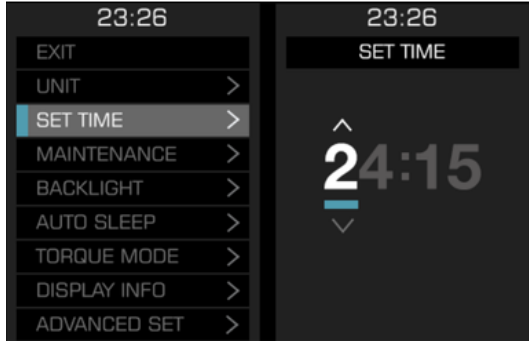 23:26
EXIT
UNIT
SET TIME
MAINTENANCE
BACKLIGHT
AUTO SLEEP
TORQUE MODE
DISPLAY INFO
ADVANCED SET
23:26
SET TIME
24:15